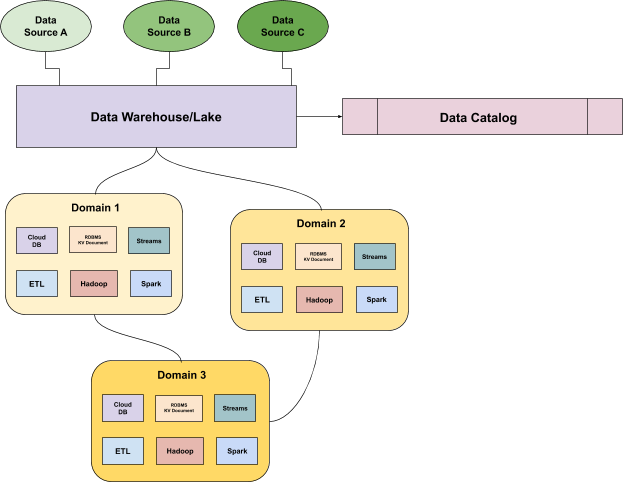 Data
Source A
Data
Source B
Data
Source C
Data Warehouse/Lake
Data Catalog
Domain 1
Cloud
DB
RDBMS
KV Document
Streams
ETL
Hadoop
Spark
Domain 2
Cloud
DB
RDBMS
KV Document
Streams
ETL
Hadoop
Spark
Domain 3
Cloud
DB
RDBMS
KV Document
Streams
ETL
Hadoop
Spark